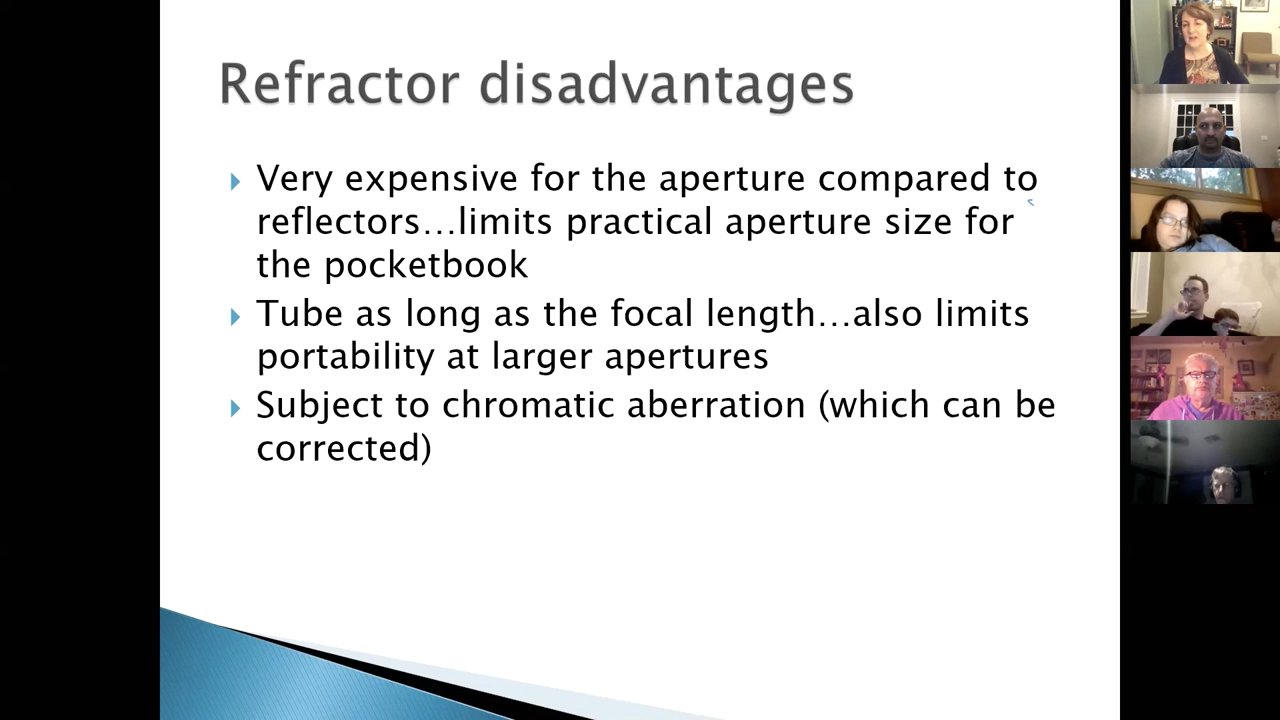 Refractor disadvantages
Very expensive for the aperture compared to
reflectors…limits practical aperture size for
the pocketbook
Tube as long as the focal length…also limits
portability at larger apertures
Subject to chromatic aberration (which can be
corrected)